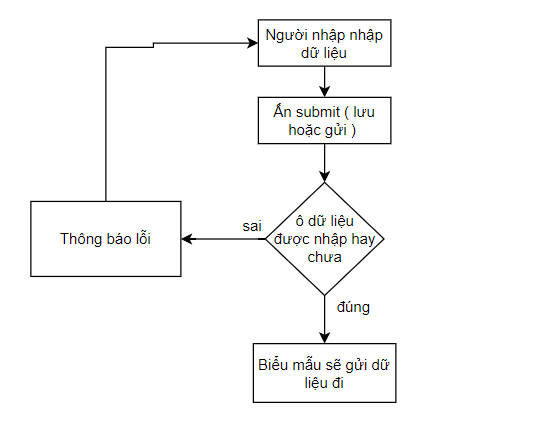 Người nhập nhập
dữ liệu
Ấn submit ( lưu
hoặc gửi )
ô dữ liệu
được nhập hay
chưa
sai
Thông báo lỗi
đúng
Biểu mẫu sẽ gửi dữ
liệu đi